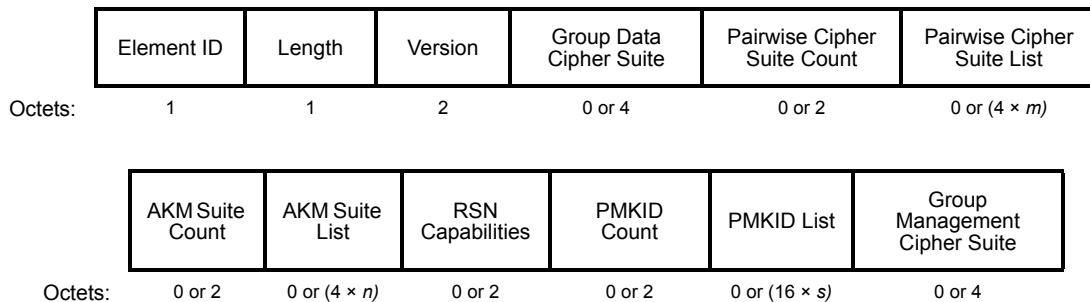 Element ID
Length
Version
Group Data
Cipher Suite
Pairwise Cipher
Suite Count
Pairwise Cipher
Suite List
Octets:
1
1
2
0 or 4
0 or 2
0 or (4 × m)
AKM Suite
Count
AKM Suite
List
RSN
Capabilities
PMKID
Count
PMKID List
Group
Management
Cipher Suite
Octets:
0 or 2
0 or (4 × n)
0 or 2
0 or 2
0 or (16 × s)
0 or 4